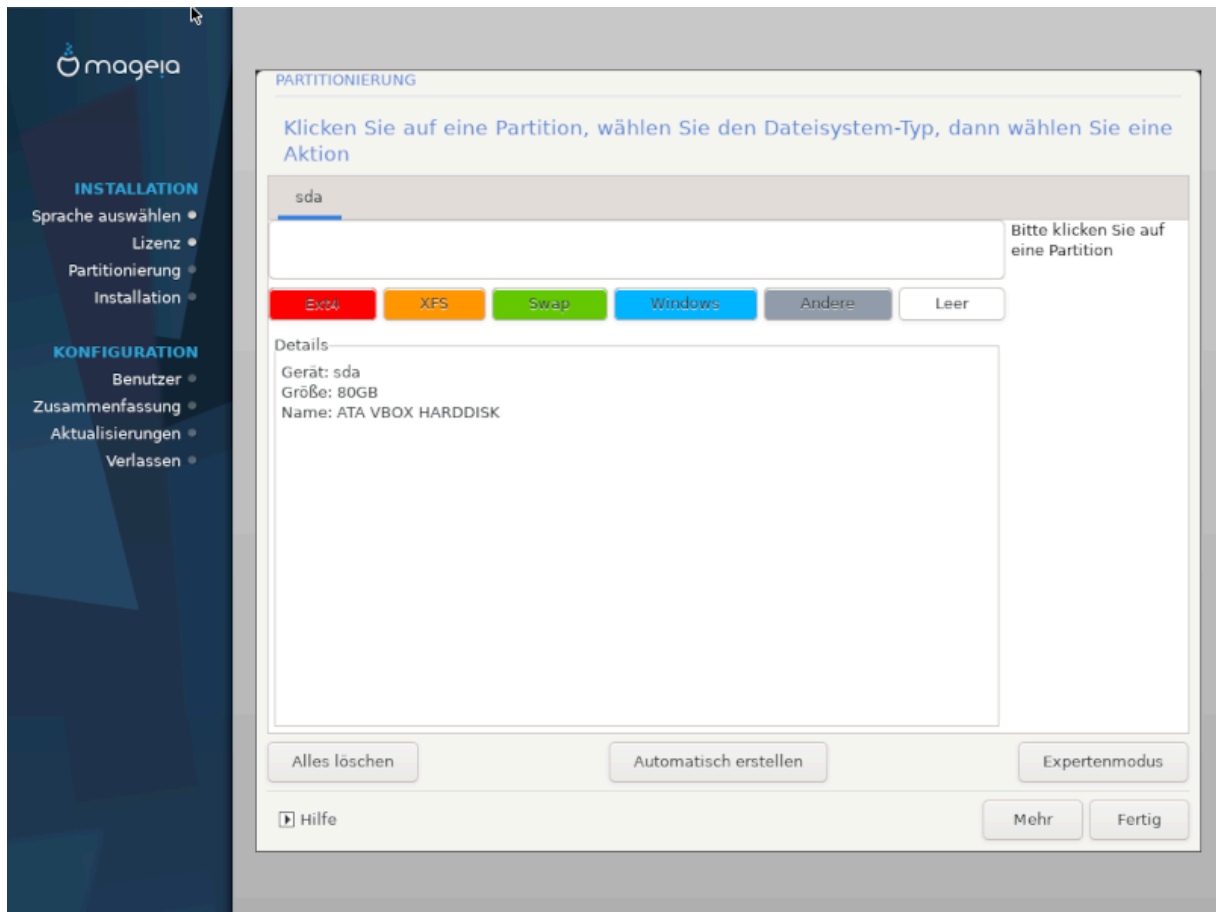 mageia
INSTALLATION
Sprache auswählen
Lizenz
Partitionierung
Installation
KONFIGURATION
Benutzer
Zusammenfassung
Aktualisierungen
Verlassen
PARTITIONIERUNG
Klicken Sie auf eine Partition, wählen Sie den Dateisystem-Typ, dann wählen Sie eine
Aktion
sda
Bitte klicken Sie auf
eine Partition
Ext4 XFS Swap Windows Andere Leer
Details
Gerät: sda
Größe: 80GB
Name: ATA VBOX HARDDISK
Alles löschen Automatisch erstellen Expertenmodus
Hilfe Mehr Fertig